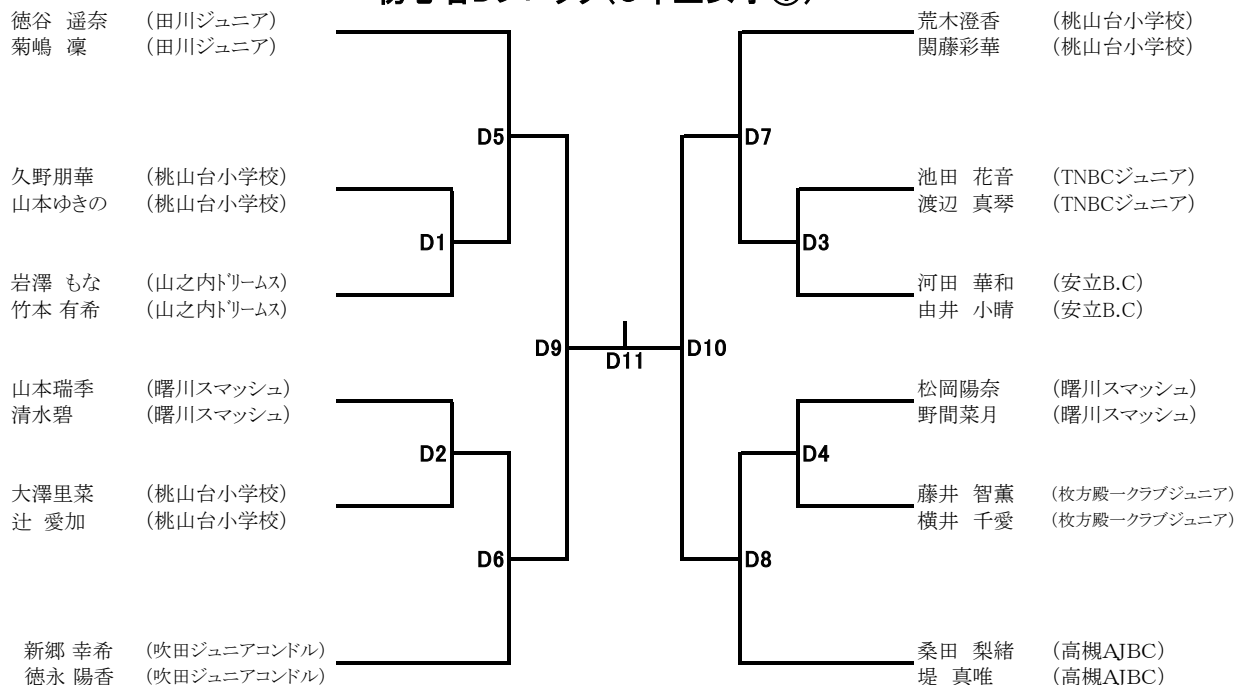 徳谷 遥奈 (田川ジュニア)
菊嶋 凜 (田川ジュニア)
久野朋華 (桃山台小学校)
山本ゆきの (桃山台小学校)
岩澤 もな (山之内ドリームス)
竹本 有希 (山之内ドリームス)
山本瑞季 (曙川スマッシュ)
清水碧 (曙川スマッシュ)
大澤里菜 (桃山台小学校)
辻 愛加 (桃山台小学校)
新郷 幸希 (吹田ジュニアコンドル)
徳永 陽香 (吹田ジュニアコンドル)
D5
D1
D9
D2
D6
D11
D7
D3
D10
D4
D8
荒木澄香 (桃山台小学校)
関藤彩華 (桃山台小学校)
池田 花音 (TNBCジュニア)
渡辺 真琴 (TNBCジュニア)
河田 華和 (安立B.C)
由井 小晴 (安立B.C)
松岡陽奈 (曙川スマッシュ)
野間菜月 (曙川スマッシュ)
藤井 智薫 (枚方殿一クラブジュニア)
横井 千愛 (枚方殿一クラブジュニア)
桑田 梨緒 (高槻AJBC)
堤 真唯 (高槻AJBC)